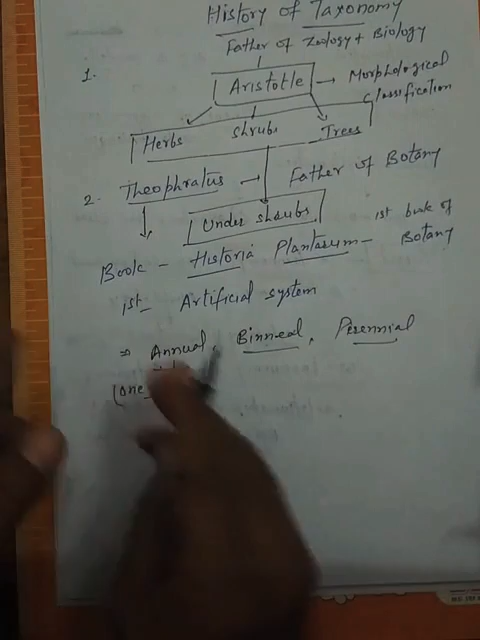 History of Taxonomy
Father of Zoology + Biology
1. Aristotle → Morphological
classification
Herbs Shrubs Trees
2. Theophratus → Father of Botany
Under shrubs
Book - Historia Plantarum - 1st book of
Botany
1st - Artificial system
⇒ Annual, Binneal, Perennial
(one